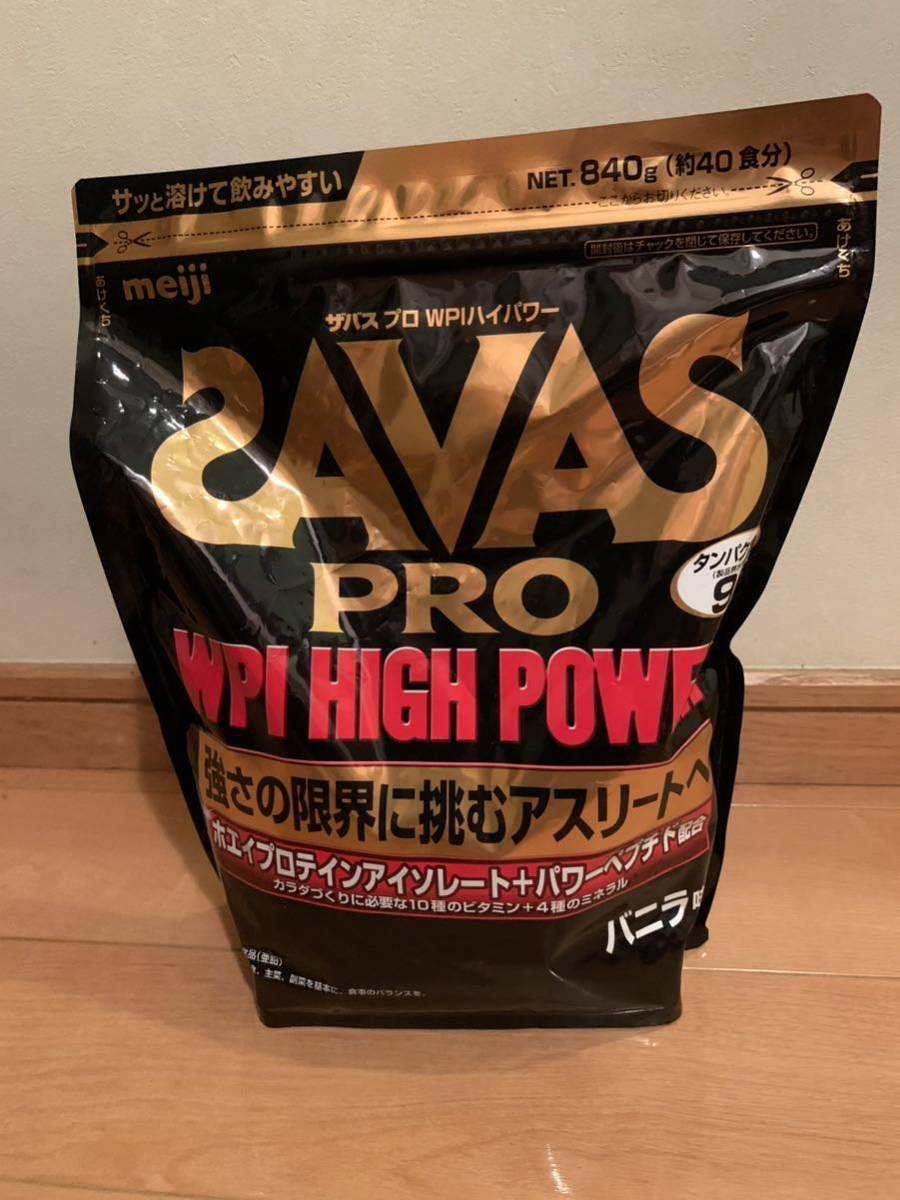 サッと溶けて飲みやすい
NET. 840g (約40食分)
ここからお切りください
開封後はチャックを閉じて保存してください。
あけくち
あけくち
meiji
ザバス プロ WPIハイパワー
SAVAS
PRO
タンパク
9
WPI HIGH POWE
強さの限界に挑むアスリートへ
ホエイプロテインアイソレート+パワーペプチド配合
カラダづくりに必要な10種のビタミン+4種のミネラル
バニラ味
食品(亜鉛)
主菜、副菜を基本に、食事のバランスを。